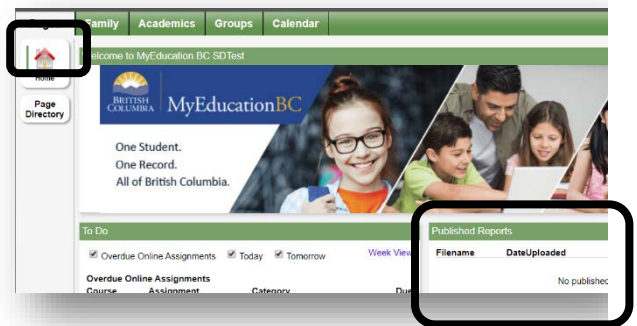 Family Academics Groups Calendar
Home
Page
Directory
Welcome to MyEducation BC SDTest
BRITISH
COLUMBIA
MyEducationBC
One Student.
One Record.
All of British Columbia.
To Do
Overdue Online Assignments Today Tomorrow Week View
Overdue Online Assignments
Course Assignment Category Due
Published Reports
Filename DateUploaded
No published